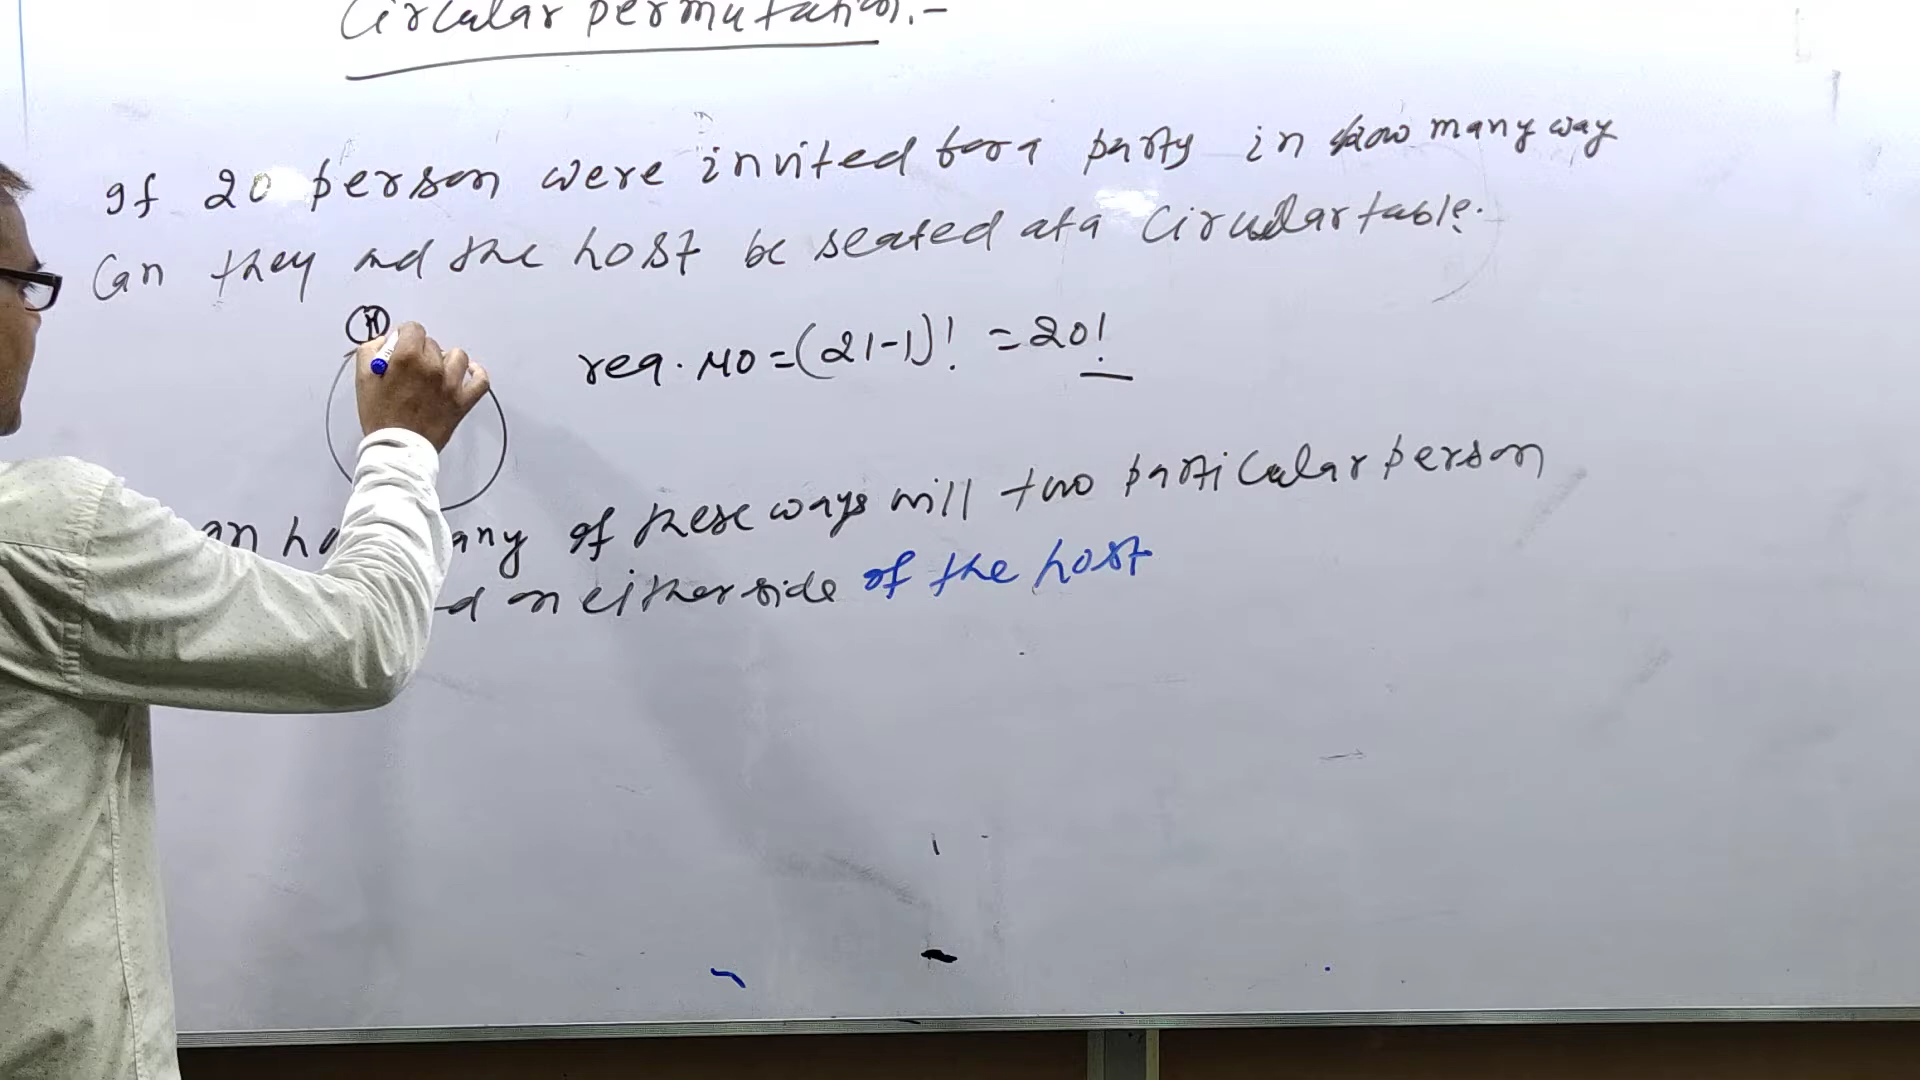 Circular permutation.-
If 20 person were invited for a party in how many way
Can they and the host be seated at a Circular table.
H
req. NO = (21-1)! = 20!
any of these ways will two particular person
on either side of the host